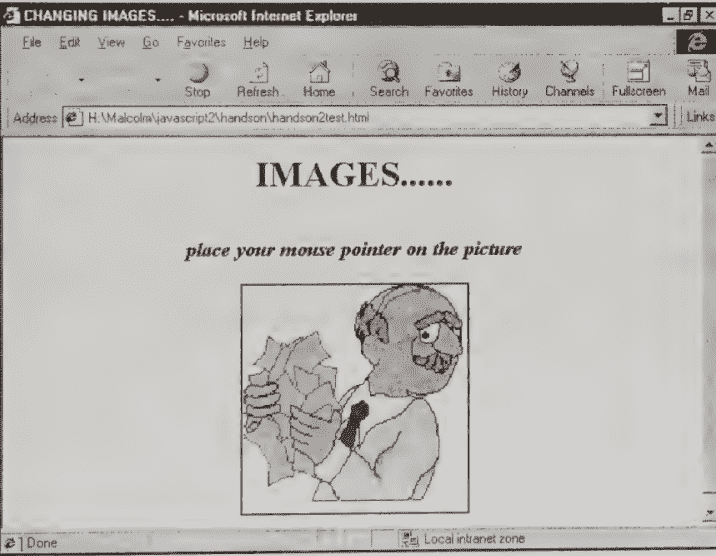 CHANGING IMAGES.... - Microsoft Internet Explorer
File Edit View Go Favorites Help
Stop Refresh Home Search Favorites History Channels Fullscreen Mail
Address H:\Malcolm\javascript2\handson\handson2test.html Links
IMAGES......
place your mouse pointer on the picture
Done Local intranet zone